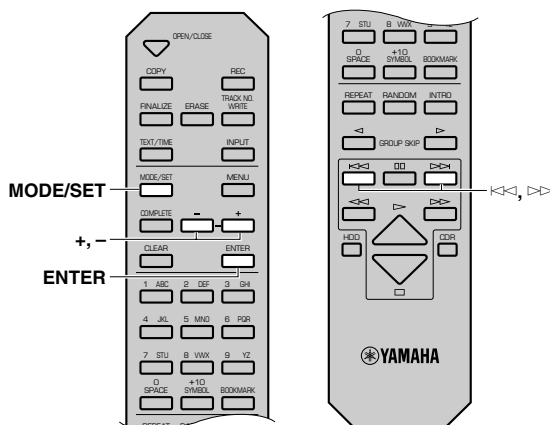 OPEN/CLOSE
COPY REC
FINALIZE ERASE TRACK NO. WRITE
TEXT/TIME INPUT
MODE/SET MENU
MODE/SET
COMPLETE – +
+, –
CLEAR ENTER
ENTER
1 ABC 2 DEF 3 GHI
4 JKL 5 MNO 6 PQR
7 STU 8 VWX 9 YZ
0 SPACE +10 SYMBOL BOOKMARK
7 STU 8 VWX
0 SPACE +10 SYMBOL BOOKMARK
REPEAT RANDOM INTRO
GROUP SKIP
HDD CDR
YAMAHA